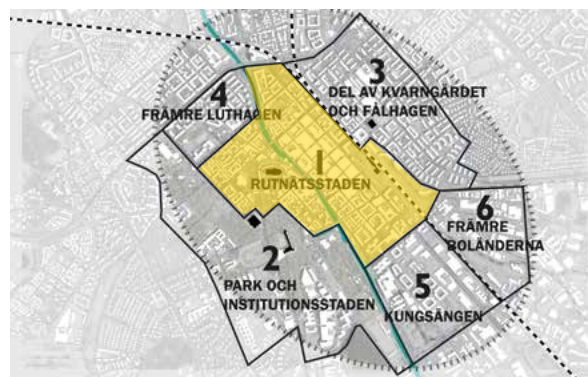 3
DEL AV KVARNGÄRDET
OCH FÅLHAGEN
4
FRÄMRE LUTHAGEN
1
RUTNÄTSSTADEN
6
FRÄMRE
BOLÄNDERNA
2
PARK OCH
INSTITUTIONSSTADEN
5
KUNGSÄNGEN